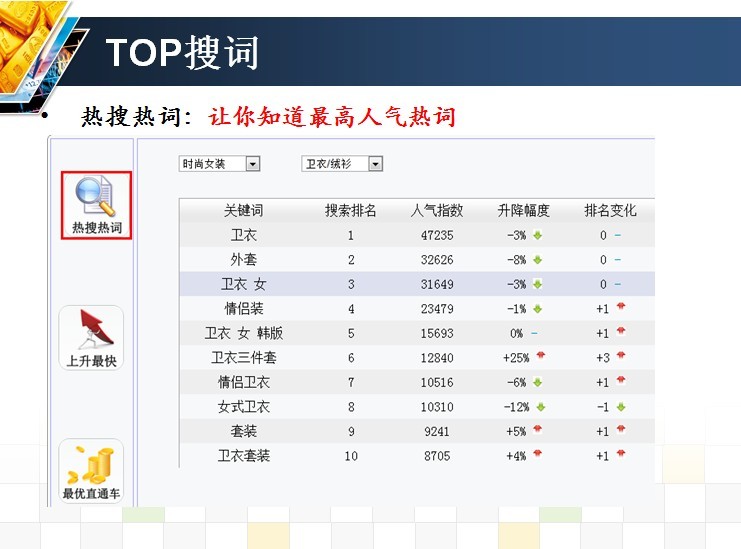 TOP搜词
• 热搜热词：让你知道最高人气热词
时尚女装 卫衣/绒衫
热搜热词
上升最快
最优直通车
关键词 搜索排名 人气指数 升降幅度 排名变化
卫衣 1 47235 -3% 0 -
外套 2 32626 -8% 0 -
卫衣 女 3 31649 -3% 0 -
情侣装 4 23479 -1% +1
卫衣 女 韩版 5 15693 0% - +1
卫衣三件套 6 12840 +25% +3
情侣卫衣 7 10516 -6% +1
女式卫衣 8 10310 -12% -1
套装 9 9241 +5% +1
卫衣套装 10 8705 +4% +1